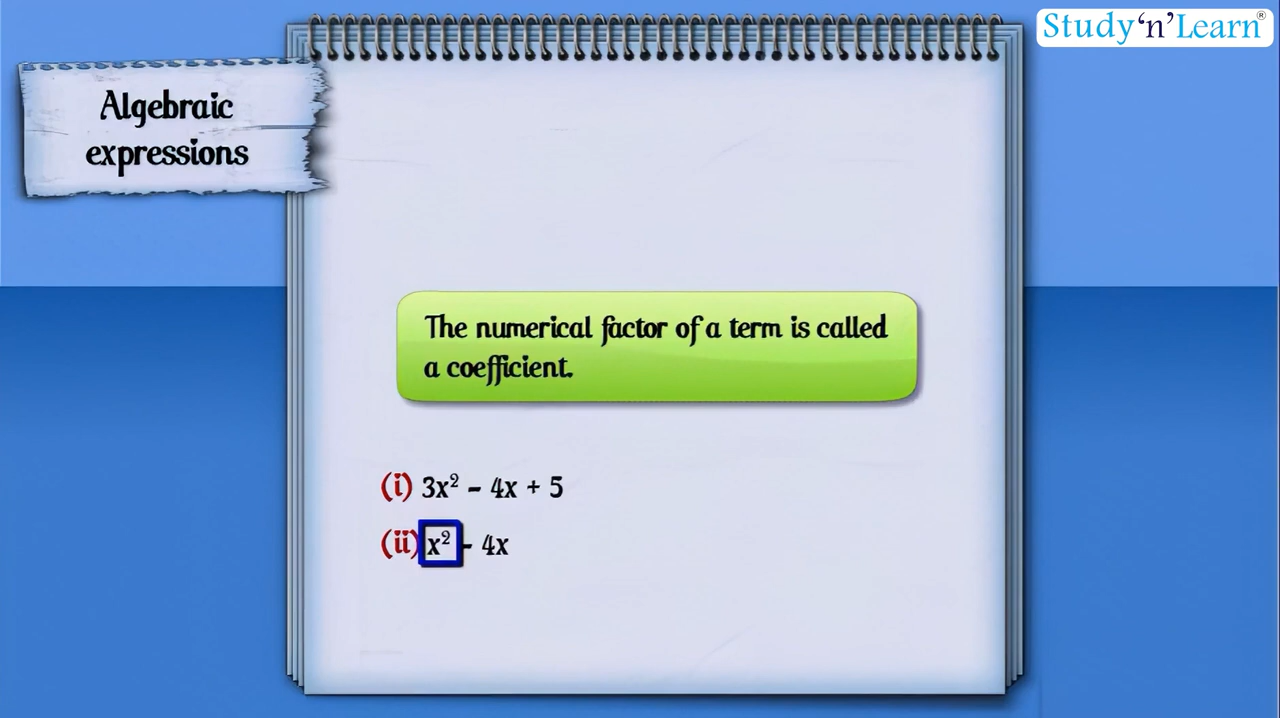 Study‘n’Learn®
Algebraic
expressions
The numerical factor of a term is called
a coefficient.
(i) 3x² - 4x + 5
(ii) x² - 4x